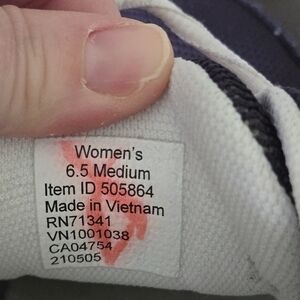 Women's
6.5 Medium
Item ID 505864
Made in Vietnam
RN71341
VN1001038
CA04754
210505